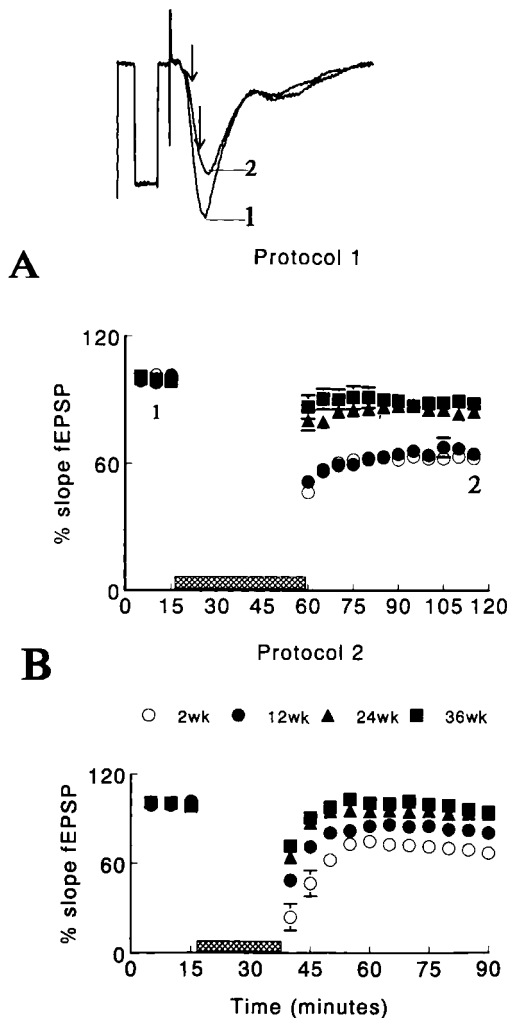 2
1
A
Protocol 1
120
60
0
% slope fEPSP
1
2
0 15 30 45 60 75 90 105 120
B
Protocol 2
2wk 12wk 24wk 36wk
120
60
0
% slope fEPSP
0 15 30 45 60 75 90
Time (minutes)